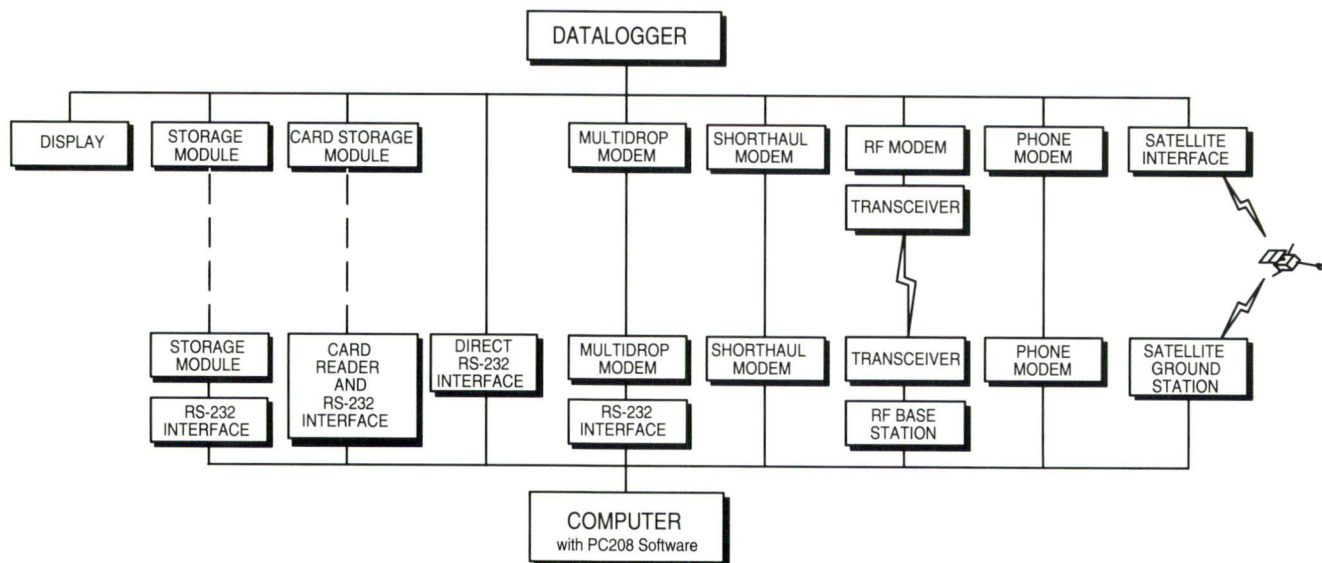 DATALOGGER
DISPLAY
STORAGE
MODULE
CARD STORAGE
MODULE
MULTIDROP
MODEM
SHORTHAUL
MODEM
RF MODEM
TRANSCEIVER
PHONE
MODEM
SATELLITE
INTERFACE
STORAGE
MODULE
RS-232
INTERFACE
CARD
READER
AND
RS-232
INTERFACE
DIRECT
RS-232
INTERFACE
MULTIDROP
MODEM
RS-232
INTERFACE
SHORTHAUL
MODEM
TRANSCEIVER
RF BASE
STATION
PHONE
MODEM
SATELLITE
GROUND
STATION
COMPUTER
with PC208 Software